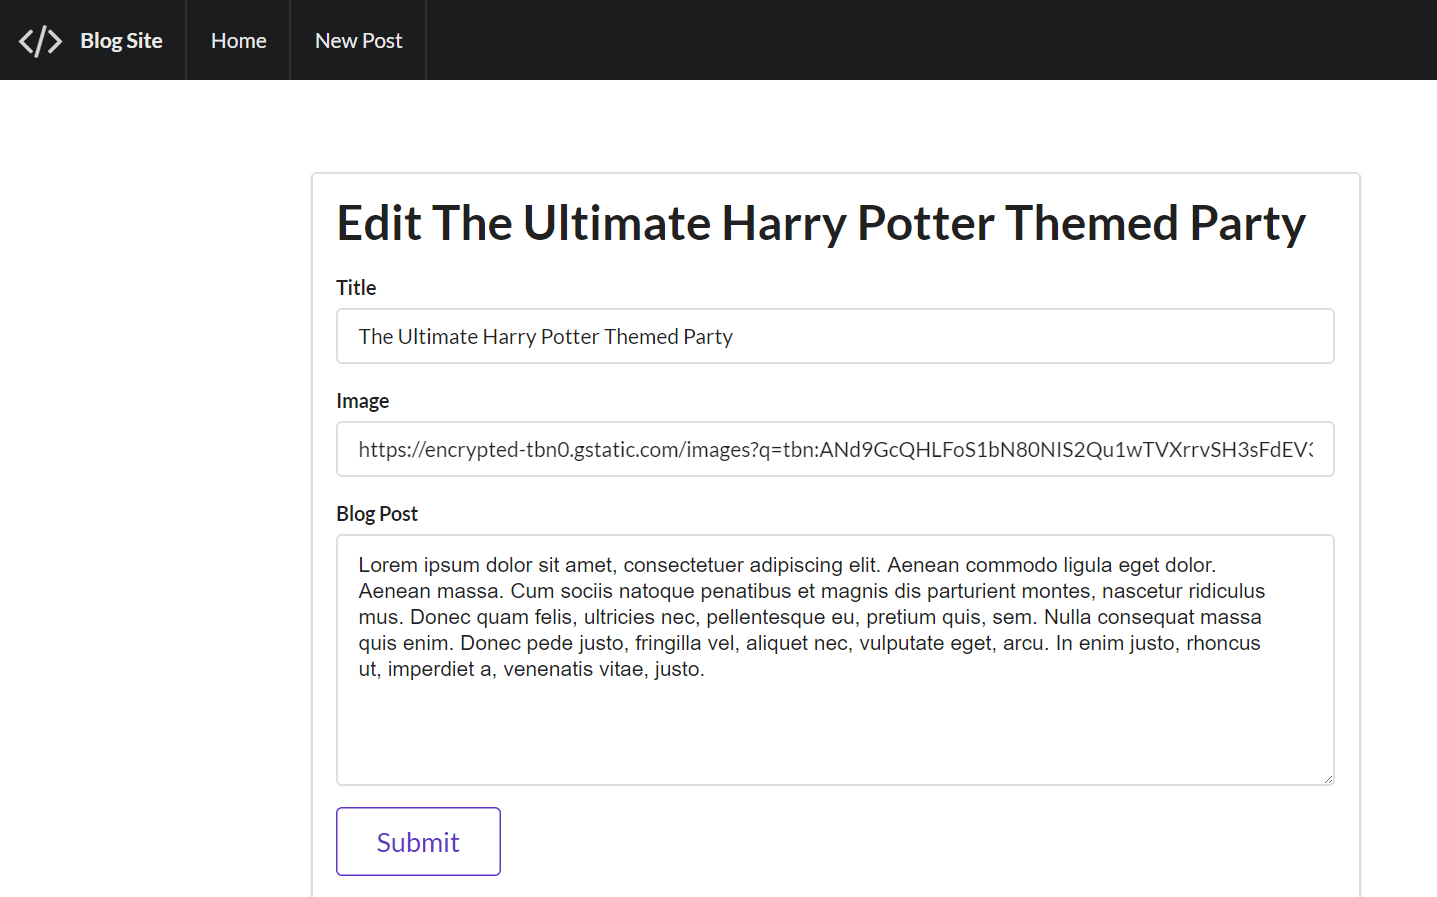 Blog Site
Home
New Post
Edit The Ultimate Harry Potter Themed Party
Title
The Ultimate Harry Potter Themed Party
Image
https://encrypted-tbn0.gstatic.com/images?q=tbn:ANd9GcQHLFoS1bN80NIS2Qu1wTVXrrvSH3sFdEV
Blog Post
Lorem ipsum dolor sit amet, consectetuer adipiscing elit. Aenean commodo ligula eget dolor.
Aenean massa. Cum sociis natoque penatibus et magnis dis parturient montes, nascetur ridiculus
mus. Donec quam felis, ultricies nec, pellentesque eu, pretium quis, sem. Nulla consequat massa
quis enim. Donec pede justo, fringilla vel, aliquet nec, vulputate eget, arcu. In enim justo, rhoncus
ut, imperdiet a, venenatis vitae, justo.
Submit